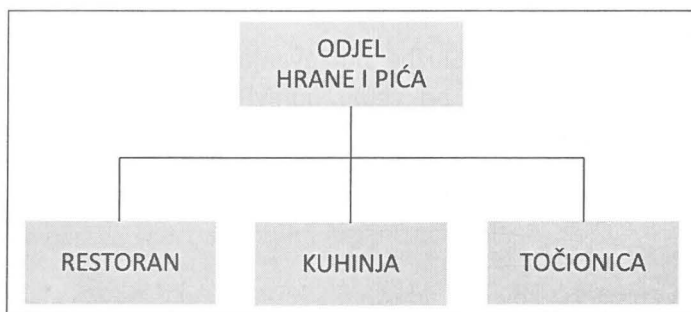 ODJEL
HRANE I PIĆA
RESTORAN
KUHINJA
TOČIONICA